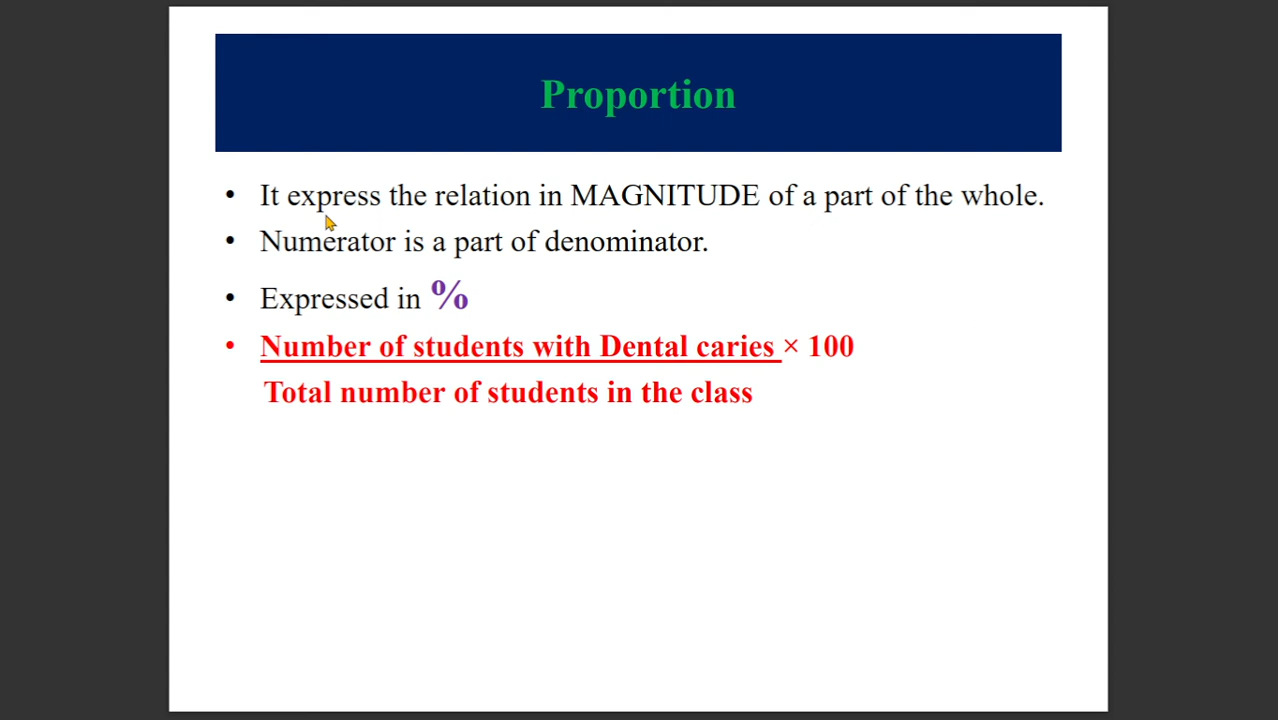 Proportion
• It express the relation in MAGNITUDE of a part of the whole.
• Numerator is a part of denominator.
• Expressed in %
• Number of students with Dental caries × 100
Total number of students in the class